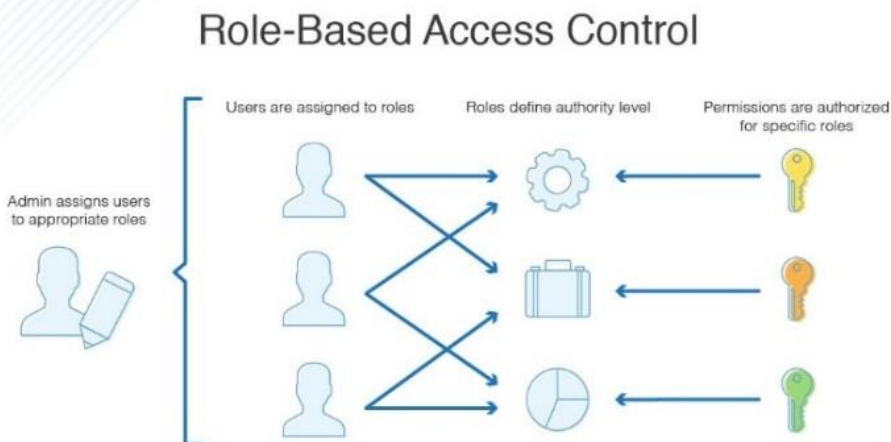 Role-Based Access Control
Users are assigned to roles
Roles define authority level
Permissions are authorized
for specific roles
Admin assigns users
to appropriate roles